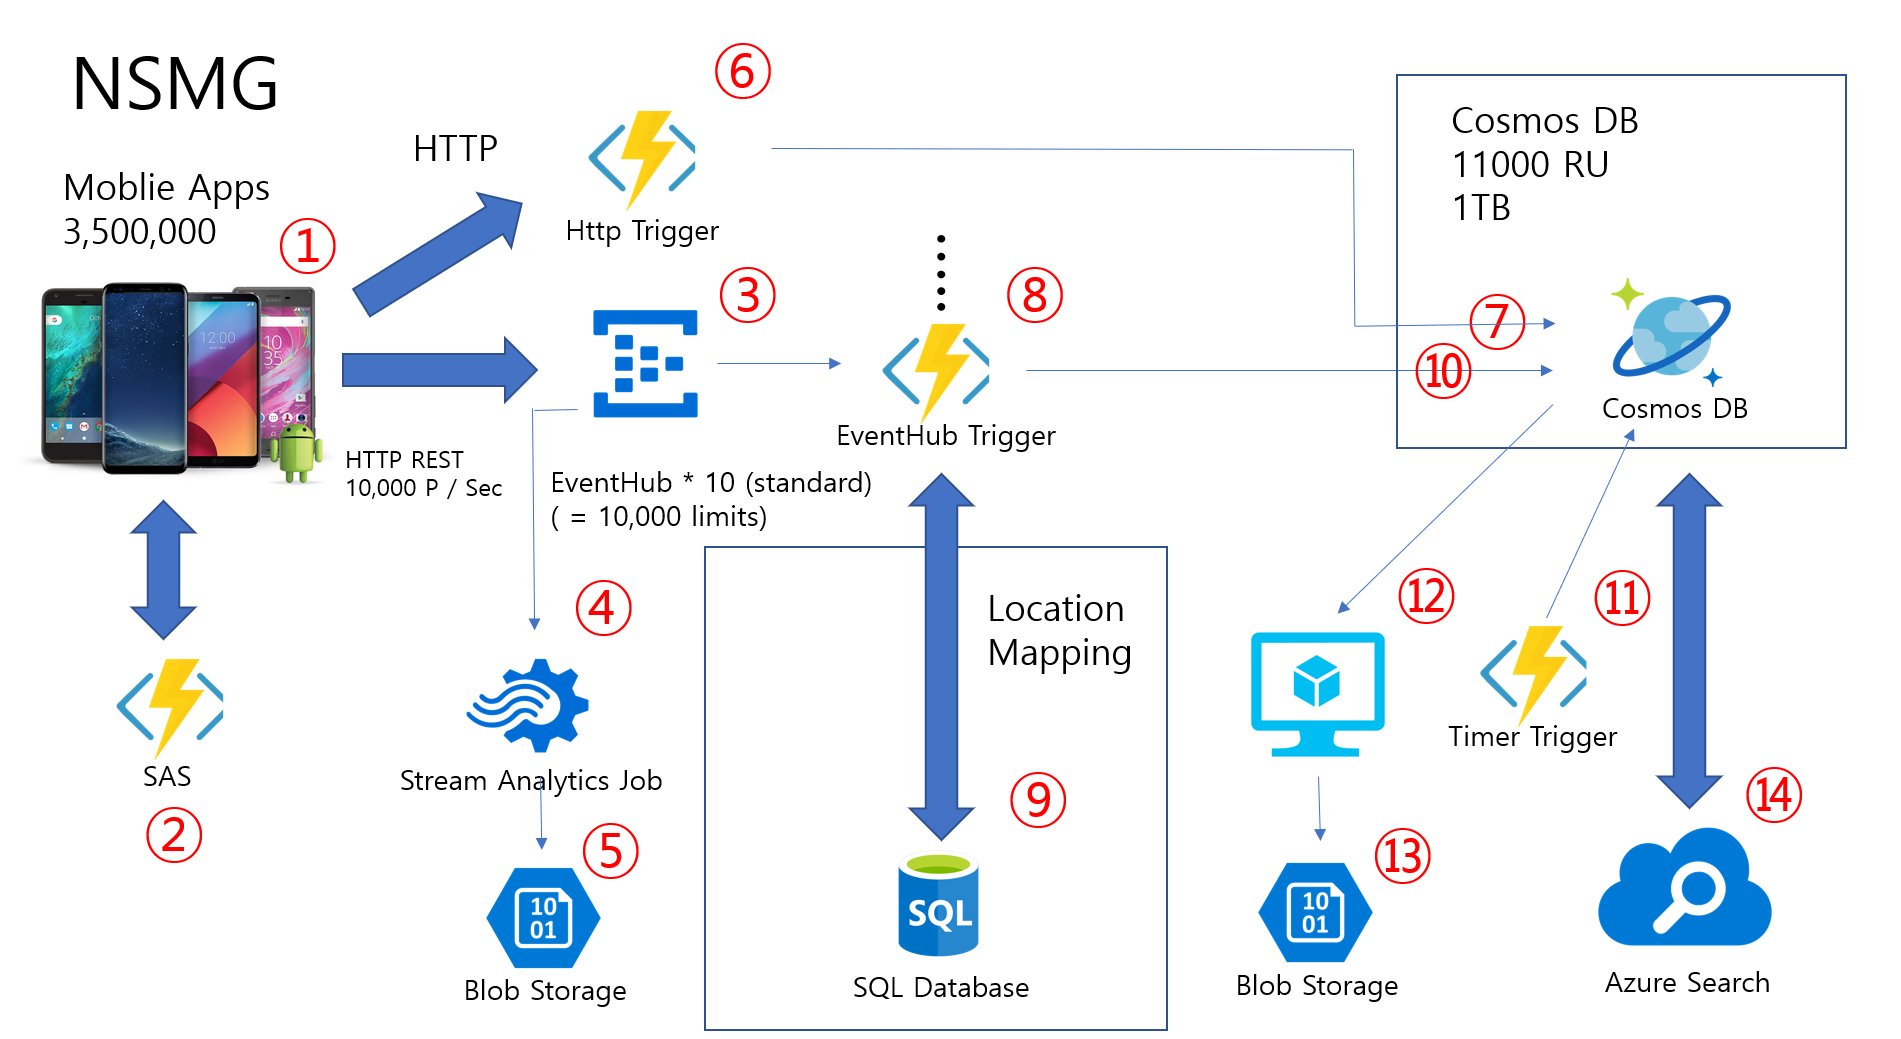 NSMG
Moblie Apps
3,500,000
①
HTTP
⑥
Http Trigger
Cosmos DB
11000 RU
1TB
③
⑧
⑦
⑩
Cosmos DB
EventHub Trigger
HTTP REST
10,000 P / Sec
EventHub * 10 (standard)
( = 10,000 limits)
SAS
②
④
Stream Analytics Job
⑤
10
01
Blob Storage
Location
Mapping
⑨
SQL
SQL Database
⑫
⑪
Timer Trigger
⑬
10
01
Blob Storage
⑭
Azure Search